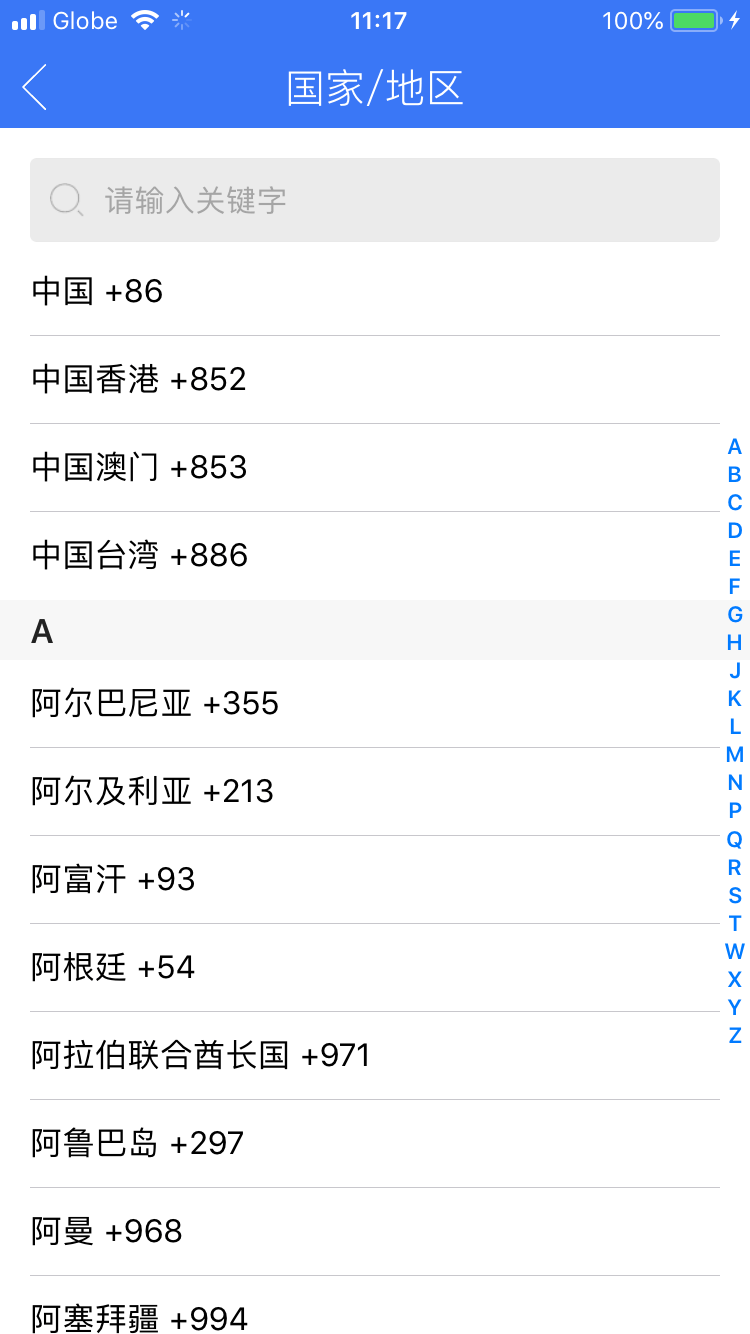 Globe 11:17 100%
国家/地区
请输入关键字
中国 +86
中国香港 +852
中国澳门 +853
中国台湾 +886
A
阿尔巴尼亚 +355
阿尔及利亚 +213
阿富汗 +93
阿根廷 +54
阿拉伯联合酋长国 +971
阿鲁巴岛 +297
阿曼 +968
阿塞拜疆 +994
A
B
C
D
E
F
G
H
J
K
L
M
N
P
Q
R
S
T
W
X
Y
Z